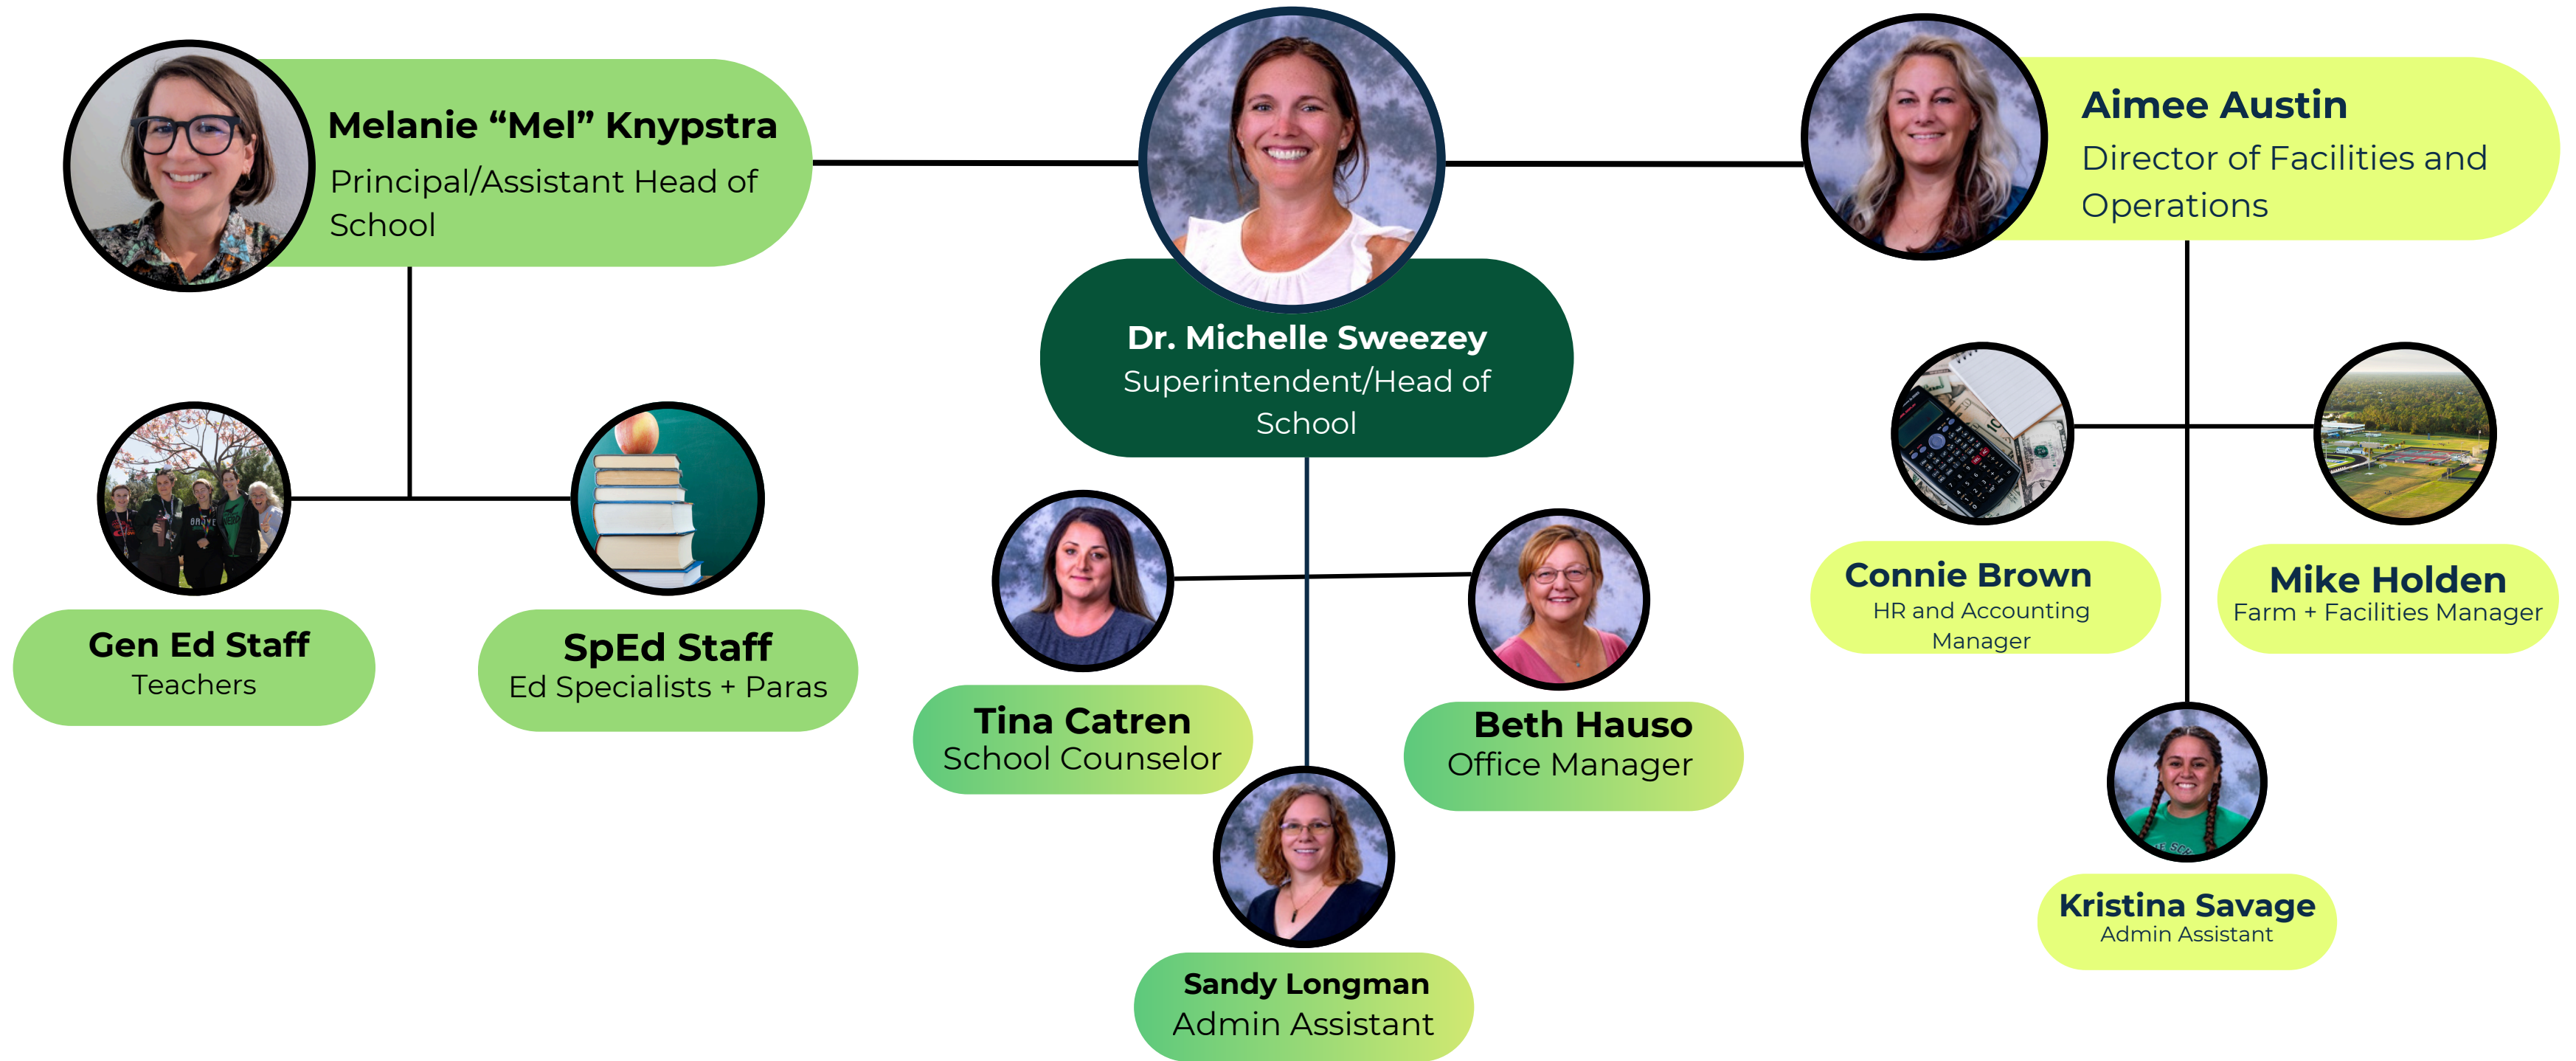 Melanie “Mel” Knypstra
Principal/Assistant Head of
School
Dr. Michelle Sweezey
Superintendent/Head of
School
Aimee Austin
Director of Facilities and
Operations
Gen Ed Staff
Teachers
SpEd Staff
Ed Specialists + Paras
Tina Catren
School Counselor
Beth Hauso
Office Manager
Sandy Longman
Admin Assistant
Connie Brown
HR and Accounting
Manager
Mike Holden
Farm + Facilities Manager
Kristina Savage
Admin Assistant